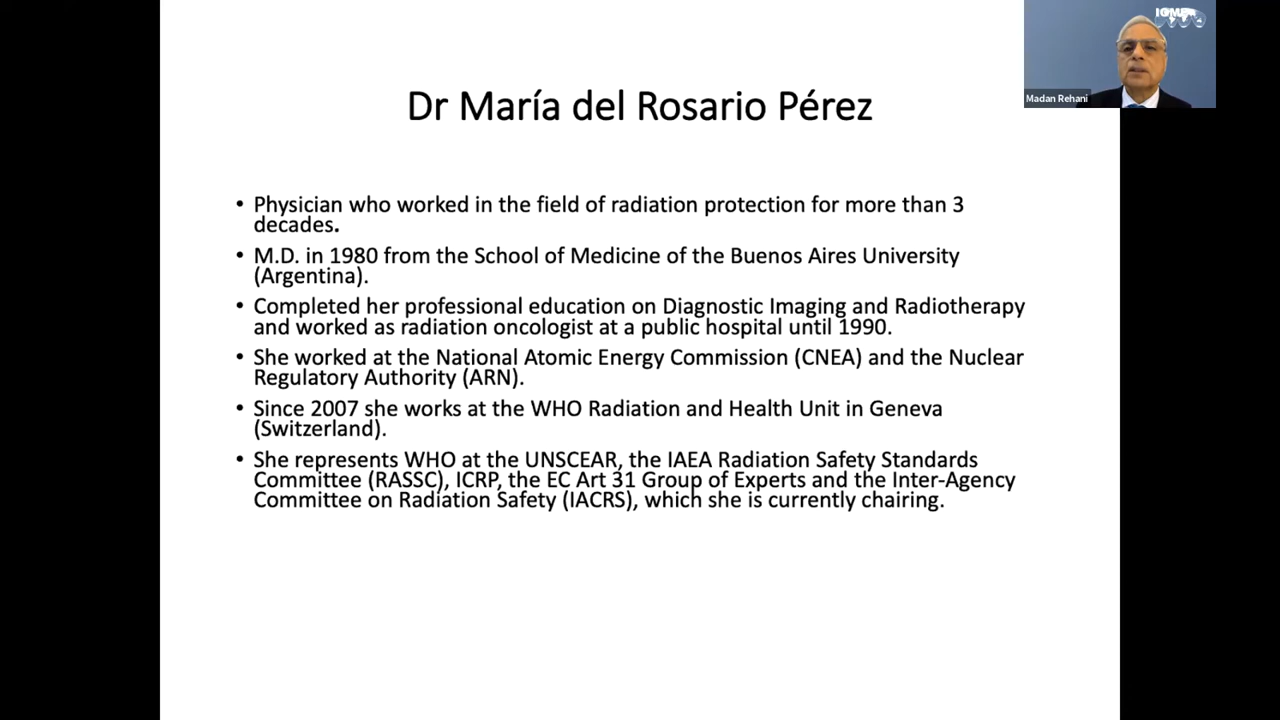 IOMP
Madan Rehani
Dr María del Rosario Pérez
• Physician who worked in the field of radiation protection for more than 3
decades.
• M.D. in 1980 from the School of Medicine of the Buenos Aires University
(Argentina).
• Completed her professional education on Diagnostic Imaging and Radiotherapy
and worked as radiation oncologist at a public hospital until 1990.
• She worked at the National Atomic Energy Commission (CNEA) and the Nuclear
Regulatory Authority (ARN).
• Since 2007 she works at the WHO Radiation and Health Unit in Geneva
(Switzerland).
• She represents WHO at the UNSCEAR, the IAEA Radiation Safety Standards
Committee (RASSC), ICRP, the EC Art 31 Group of Experts and the Inter-Agency
Committee on Radiation Safety (IACRS), which she is currently chairing.